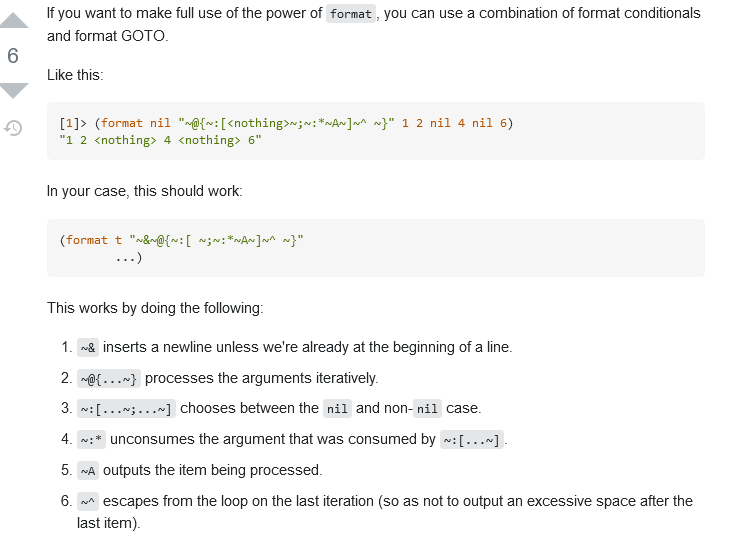 If you want to make full use of the power of format, you can use a combination of format conditionals
and format GOTO.
6
Like this:
[1]> (format nil "~@{~:[<nothing>~;~:*~A~]~^ ~}" 1 2 nil 4 nil 6)
"1 2 <nothing> 4 <nothing> 6"
In your case, this should work:
(format t "~&~@{~:[ ~;~:*~A~]~^ ~}"
...)
This works by doing the following:
1. ~& inserts a newline unless we're already at the beginning of a line.
2. ~@{...~} processes the arguments iteratively.
3. ~:[...~;...~] chooses between the nil and non-nil case.
4. ~:* unconsumes the argument that was consumed by ~:[...~].
5. ~A outputs the item being processed.
6. ~^ escapes from the loop on the last iteration (so as not to output an excessive space after the
last item).